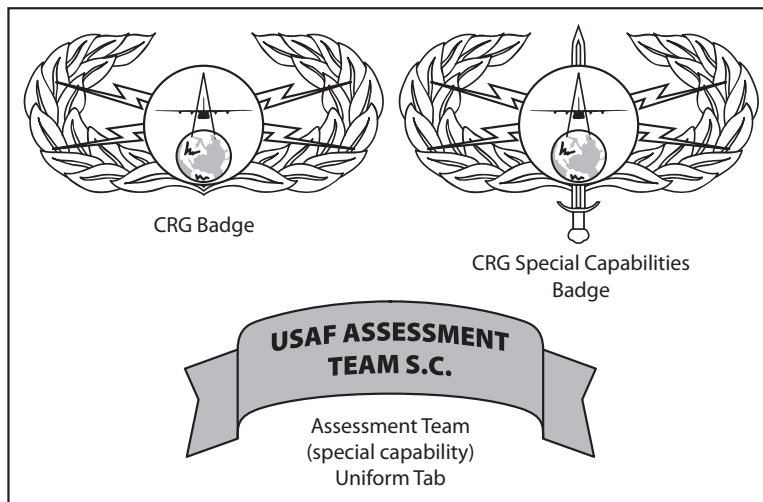 CRG Badge
CRG Special Capabilities
Badge
USAF ASSESSMENT
TEAM S.C.
Assessment Team
(special capability)
Uniform Tab